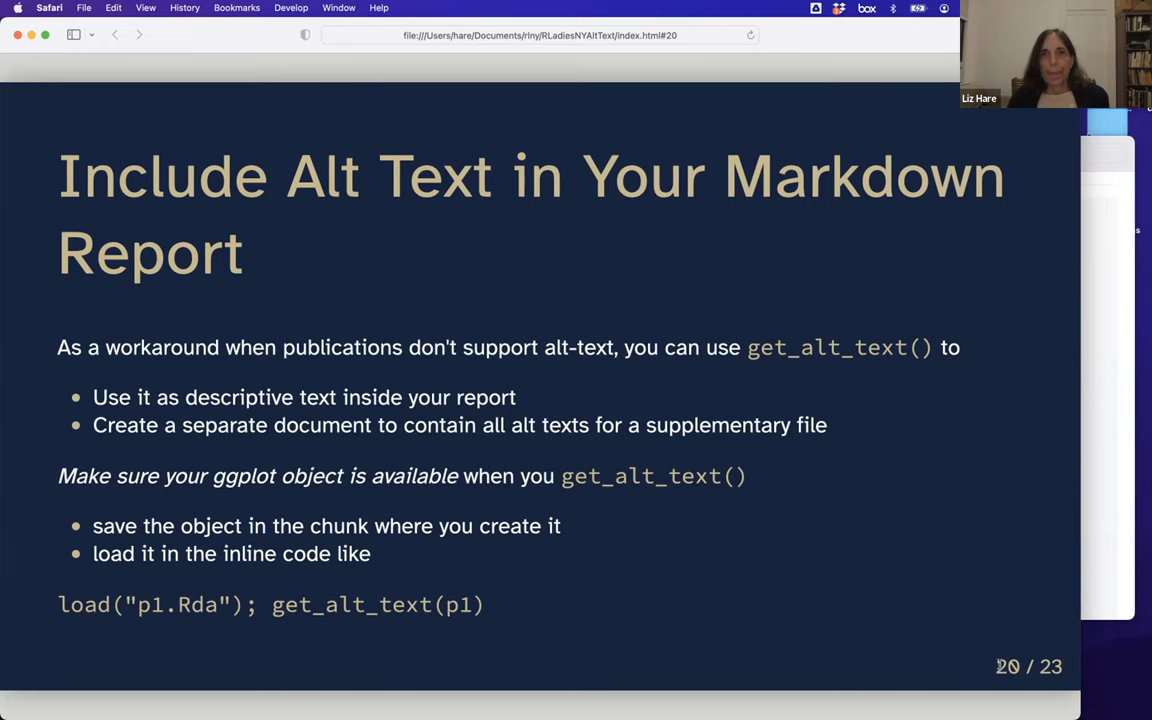 Safari File Edit View History Bookmarks Develop Window Help box
file:///Users/hare/Documents/rlny/RLadiesNYAltText/index.html#20
Liz Hare
Include Alt Text in Your Markdown
Report
As a workaround when publications don't support alt-text, you can use get_alt_text() to
Use it as descriptive text inside your report
Create a separate document to contain all alt texts for a supplementary file
Make sure your ggplot object is available when you get_alt_text()
save the object in the chunk where you create it
load it in the inline code like
load("p1.Rda"); get_alt_text(p1)
20 / 23